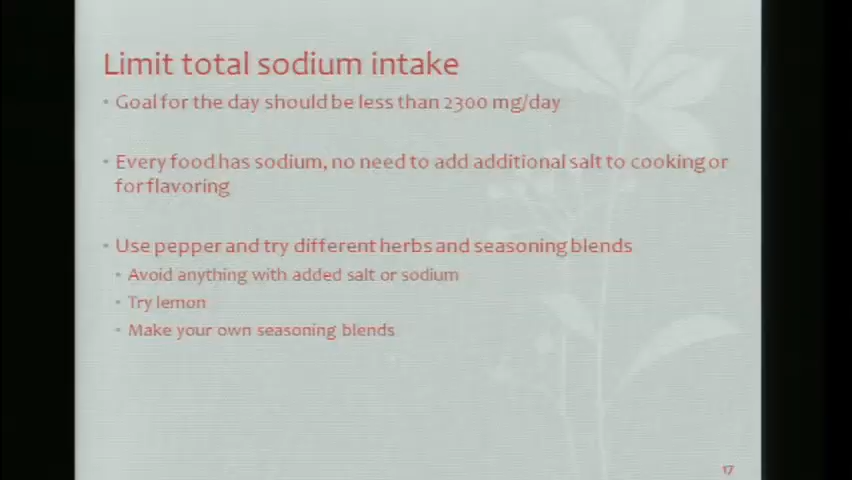 Limit total sodium intake
• Goal for the day should be less than 2300 mg/day
• Every food has sodium, no need to add additional salt to cooking or
for flavoring
• Use pepper and try different herbs and seasoning blends
• Avoid anything with added salt or sodium
• Try lemon
• Make your own seasoning blends
17